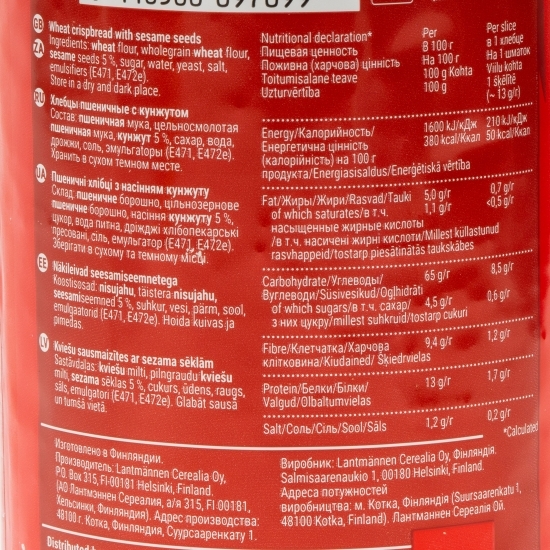 GB
ZA
Wheat crispbread with sesame seeds
Ingredients: wheat flour, wholegrain wheat flour,
sesame seeds 5 %, sugar, water, yeast, salt,
emulsifiers (E471, E472e).
Store in a dry and dark place.
RU
Хлебцы пшеничные с кунжутом
Состав: пшеничная мука, цельносмолотая
пшеничная мука, кунжут 5 %, сахар, вода,
дрожжи, соль, эмульгаторы (E471, E472e).
Хранить в сухом темном месте.
UA
Пшеничні хлібці з насінням кунжуту
Склад: пшеничне борошно, цільнозернове
пшеничне борошно, насіння кунжуту 5 %,
цукор, вода питна, дріжджі хлібопекарські
пресовані, сіль, емульгатор (E471, E472e).
Зберігати в сухому та темному місці.
EE
Näkileivad seesamiseemnetega
Koostisosad: nisujahu, täistera nisujahu,
seesamiseemned 5 %, suhkur, vesi, pärm, sool,
emulgaatorid (E471, E472e). Hoida kuivas ja
pimedas.
LV
Kviešu sausmaizītes ar sezama sēklām
Sastāvdaļas: kviešu milti, pilngraudu kviešu
milti, sezama sēklas 5 %, cukurs, ūdens, raugs,
sāls, emulgatori (E471, E472e). Glabāt sausā
un tumšā vietā.
Nutritional declaration*
Пищевая ценность
Поживна (харчова) цінність
Toitumisalane teave
Uzturvērtība
Per
В 100 г
На 100 г
100 g Kohta
100 g
Per slice
в 1 хлебце
На 1 шматок
Viilu kohta
1 šķēlītē
(~ 13 g/г)
Energy/Калорийность/ 1600 kJ/кДж 210 kJ/кДж
Енергетична цінність 380 kcal/Ккал 50 kcal/Ккал
(калорійність) на 100 г
продукта/Energiasisaldus/Enerģētiskā vērtība
Fat/Жиры/Жири/Rasvad/Tauki 5,0 g/г 0,7 g/г
of which saturates/в т.ч. 1,1 g/г <0,5 g/г
насыщенные жирные кислоты
/в т.ч. насичені жирні кислоти/Millest küllastunud
rasvhappeid/tostarp piesātinātās taukskābes
Carbohydrate/Углеводы/ 65 g/г 8,5 g/г
Вуглеводи/Süsivesikud/Ogļhidrāti
of which sugars/в т.ч. сахар/ 4,5 g/г 0,6 g/г
з них цукру/millest suhkruid/tostarp cukuri
Fibre/Клетчатка/Харчова 9,4 g/г 1,2 g/г
клітковина/Kiudained/ Šķiedrvielas
Protein/Белки/Білки/ 13 g/г 1,7 g/г
Valgud/Olbaltumvielas
Salt/Соль/Сіль/Sool/Sāls 1,2 g/г 0,2 g/г
*Calculated
Изготовлено в Финляндии.
Производитель: Lantmännen Cerealia Oy,
P.O. Box 315, FI-00181 Helsinki, Finland.
(АО Лантмэннен Сереалия, а/я 315, FI 00181,
Хельсинки, Финляндия). Адрес производства:
48100 г. Котка, Финляндия, Суурсааренкату 1.
Виробник: Lantmännen Cerealia Oy, Фінляндія.
Salmisaarenaukio 1, 00180 Helsinki, Finland.
Адреса потужностей
виробництва: м. Котка, Фінляндія (Suursaarenkatu 1,
48100 Kotka, Finland). Лантманнен Сереалія Ой.
Distributed